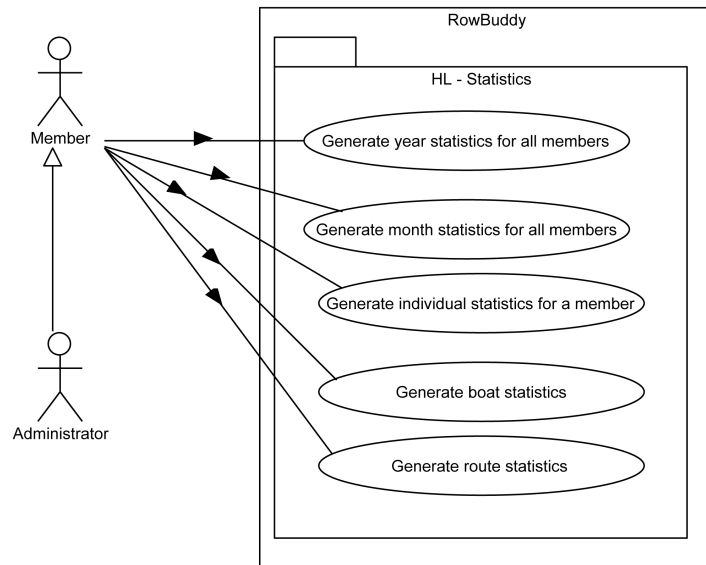 RowBuddy
HL - Statistics
Member
Generate year statistics for all members
Generate month statistics for all members
Generate individual statistics for a member
Generate boat statistics
Administrator
Generate route statistics